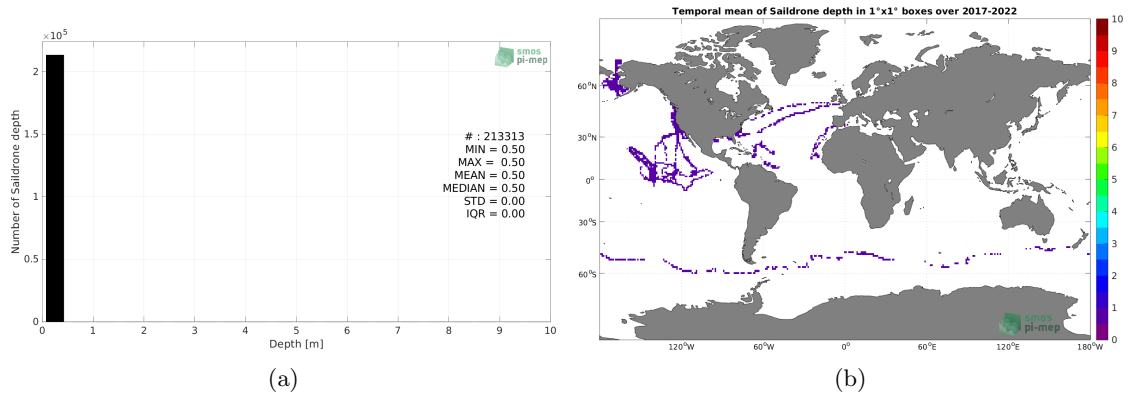 ×10⁵
2
1.5
1
0.5
0
Number of Saildrone depth
smos
pi-mep
# : 213313
MIN = 0.50
MAX = 0.50
MEAN = 0.50
MEDIAN = 0.50
STD = 0.00
IQR = 0.00
0 1 2 3 4 5 6 7 8 9 10
Depth [m]
(a)
Temporal mean of Saildrone depth in 1°x1° boxes over 2017-2022
60°N
30°N
0°
30°S
60°S
120°W 60°W 0° 60°E 120°E 180°W
smos
pi-mep
10
9
8
7
6
5
4
3
2
1
0
(b)